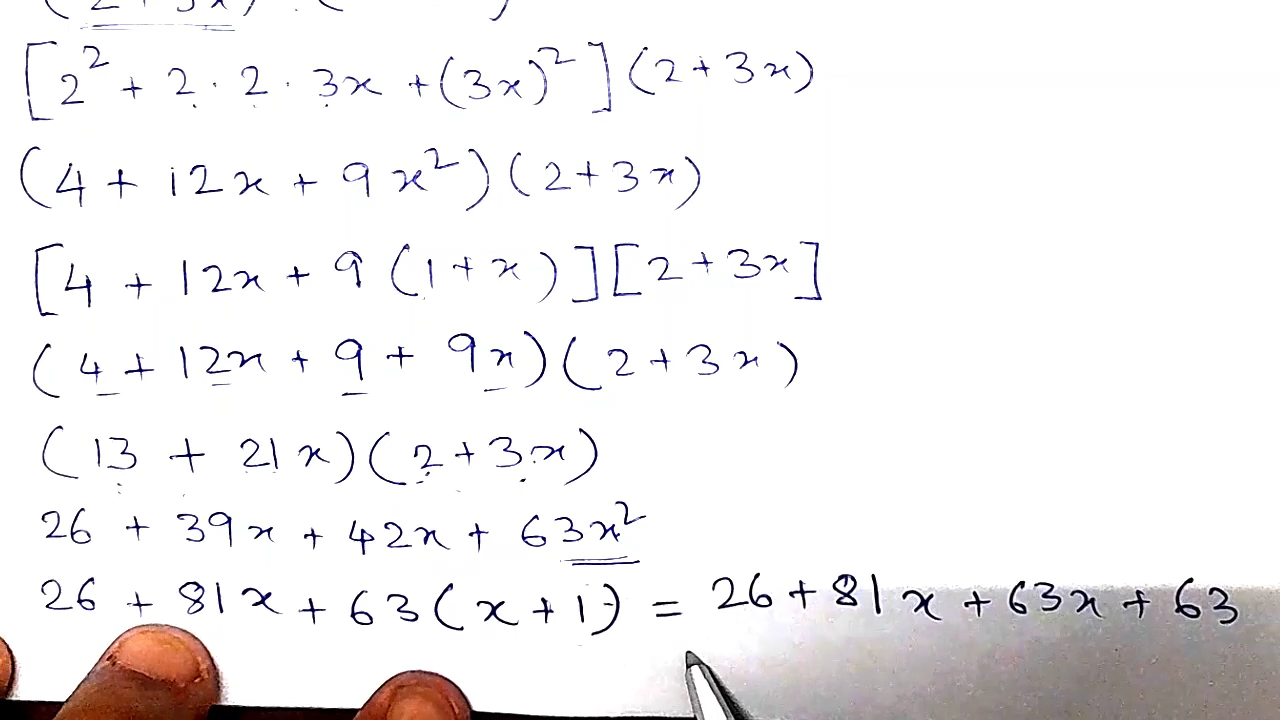 [2² + 2 · 2 · 3x + (3x)²] (2 + 3x)
(4 + 12x + 9x²) (2 + 3x)
[4 + 12x + 9 (1 + x)] [2 + 3x]
(4 + 12x + 9 + 9x) (2 + 3x)
(13 + 21x) (2 + 3x)
26 + 39x + 42x + 63x²
26 + 81x + 63(x + 1) = 26 + 81x + 63x + 63